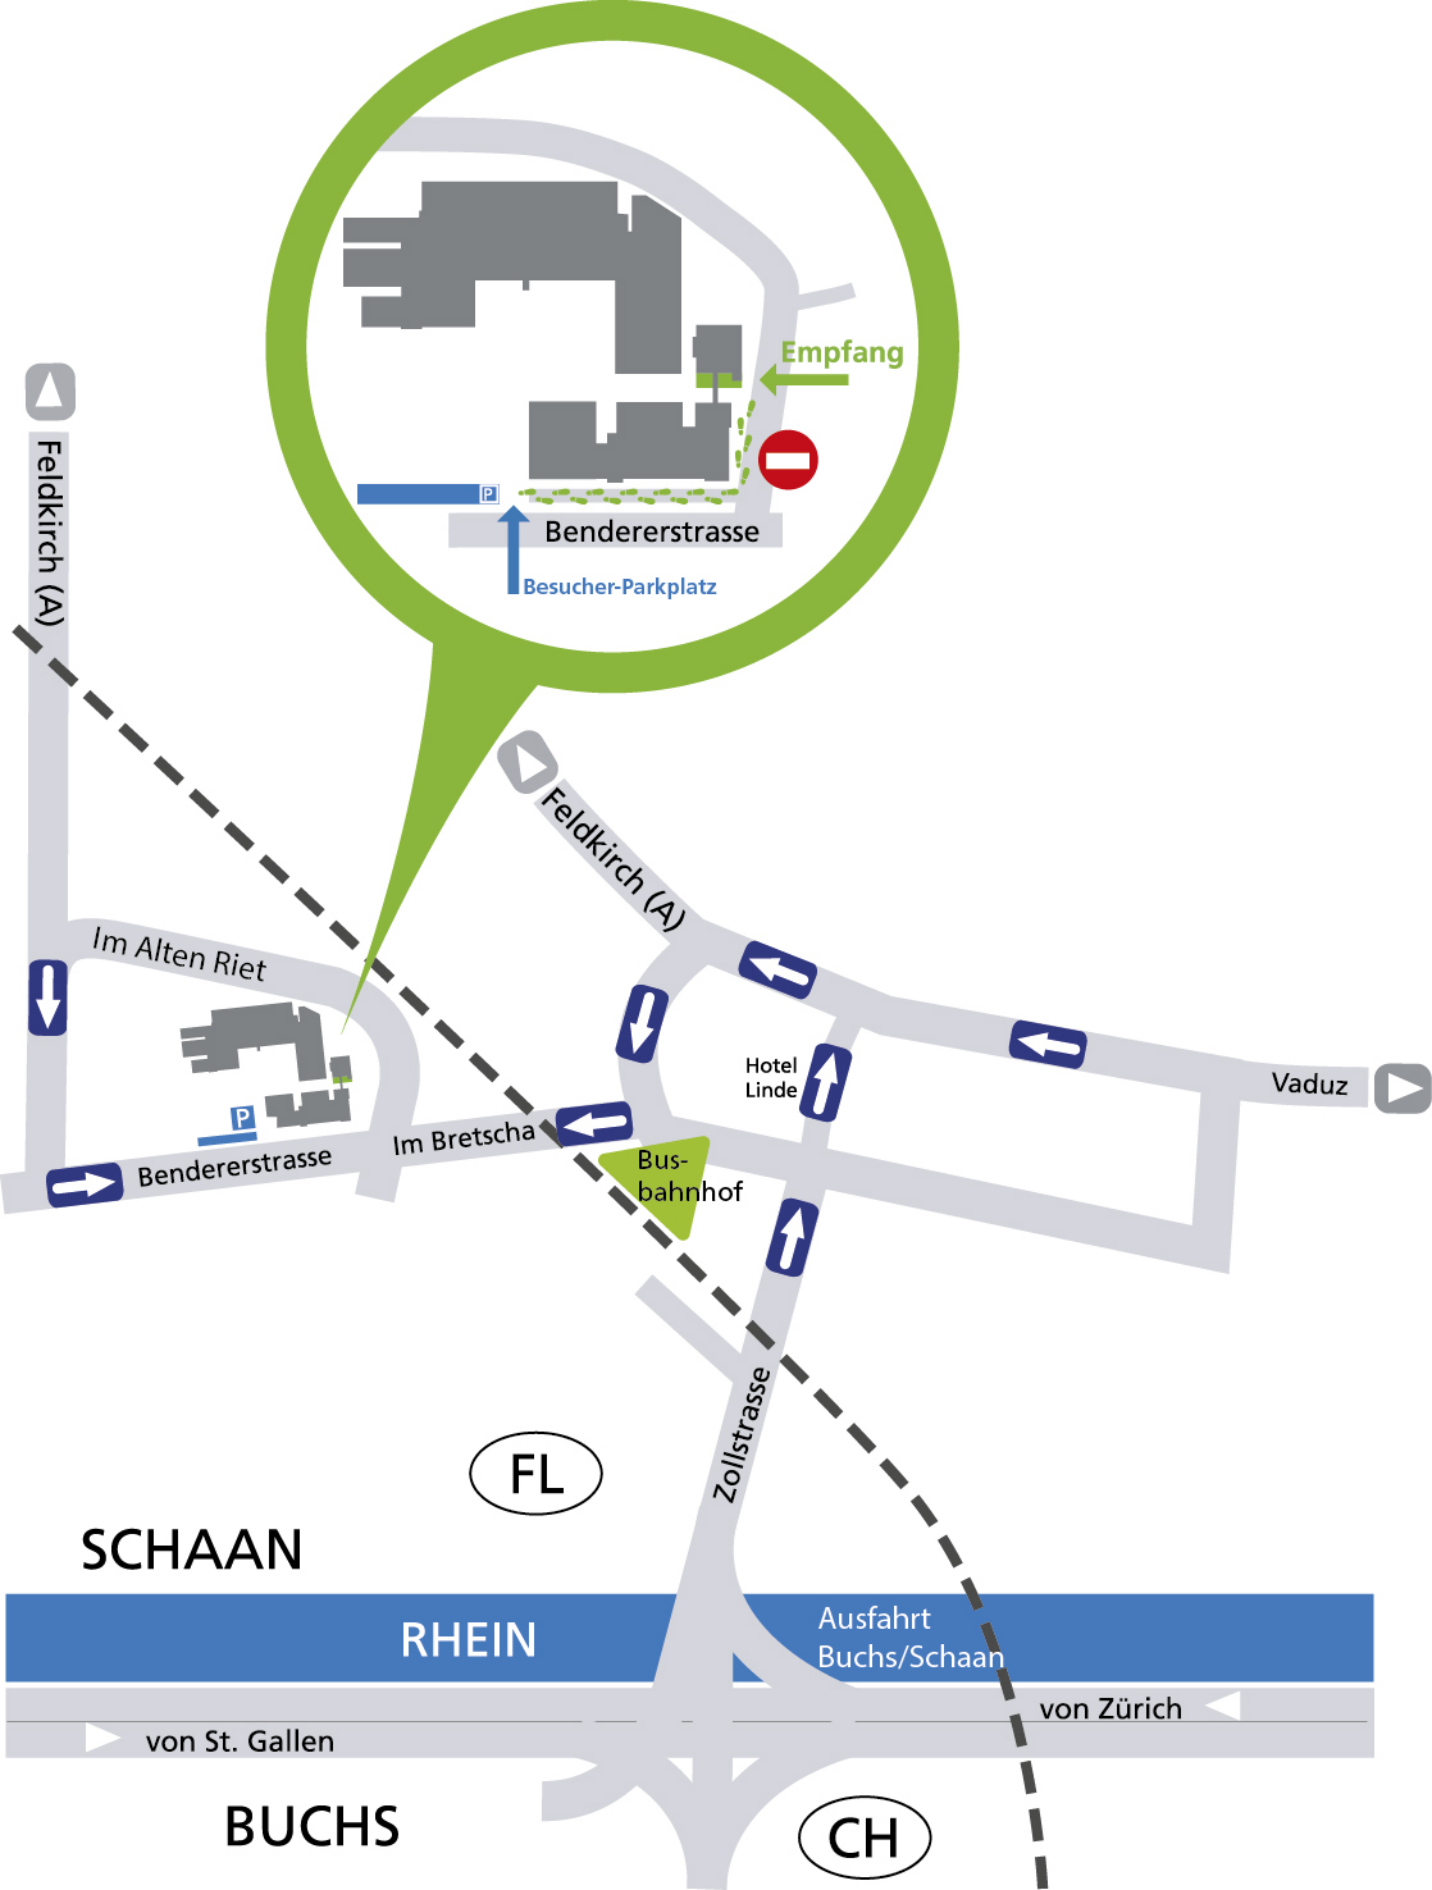 Empfang
P
Bendererstrasse
Besucher-Parkplatz
Feldkirch (A)
Feldkirch (A)
Im Alten Riet
Hotel
Linde
Vaduz
P
Im Bretscha
Bendererstrasse
Bus-
bahnhof
Zollstrasse
FL
SCHAAN
RHEIN
Ausfahrt
Buchs/Schaan
von Zürich
von St. Gallen
BUCHS
CH